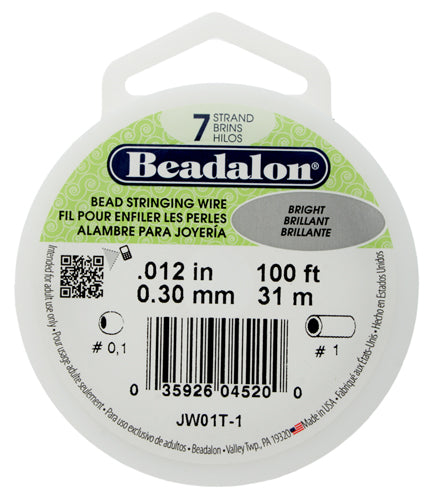 7 STRAND
BRINS
HILOS
Beadalon®
BEAD STRINGING WIRE
FIL POUR ENFILER LES PERLES
ALAMBRE PARA JOYERÍA
BRIGHT
BRILLANT
BRILLANTE
.012 in 100 ft
0.30 mm 31 m
# 0,1
# 1
0 35926 04520 0
JW01T-1
Intended for adult use only • Pour usage adulte seulement • Para uso exclusivo de adultos • Beadalon • Valley Twp., PA 19320 Made in USA • Fabriqué aux États-Unis • Hecho en Estados Unidos